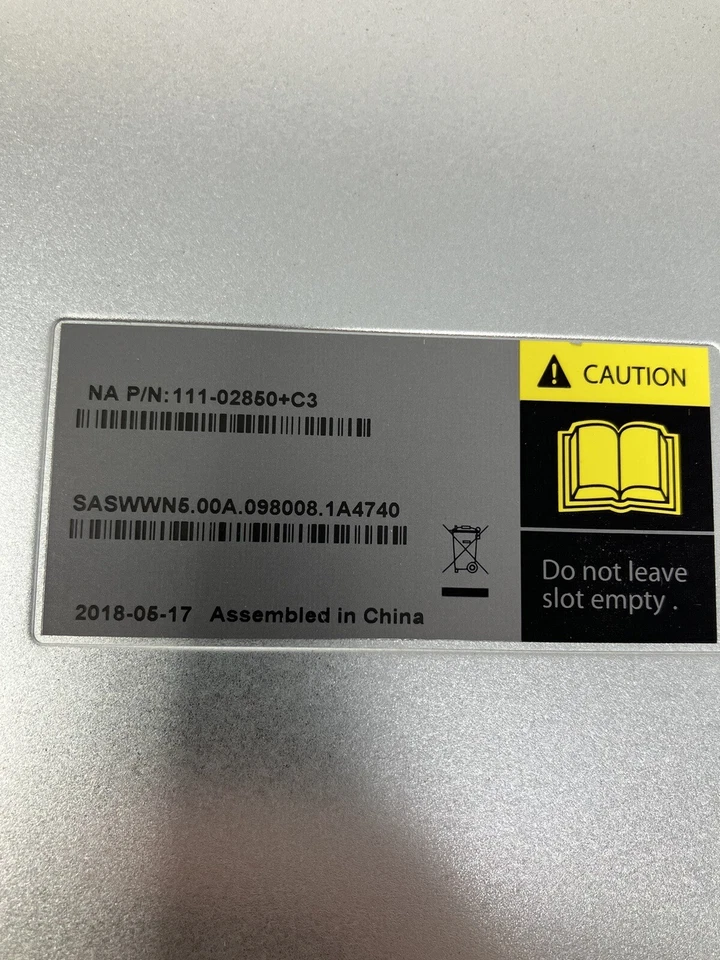 NA P/N:111-02850+C3
SASWWN5.00A.098008.1A4740
2018-05-17 Assembled in China
CAUTION
Do not leave
slot empty .